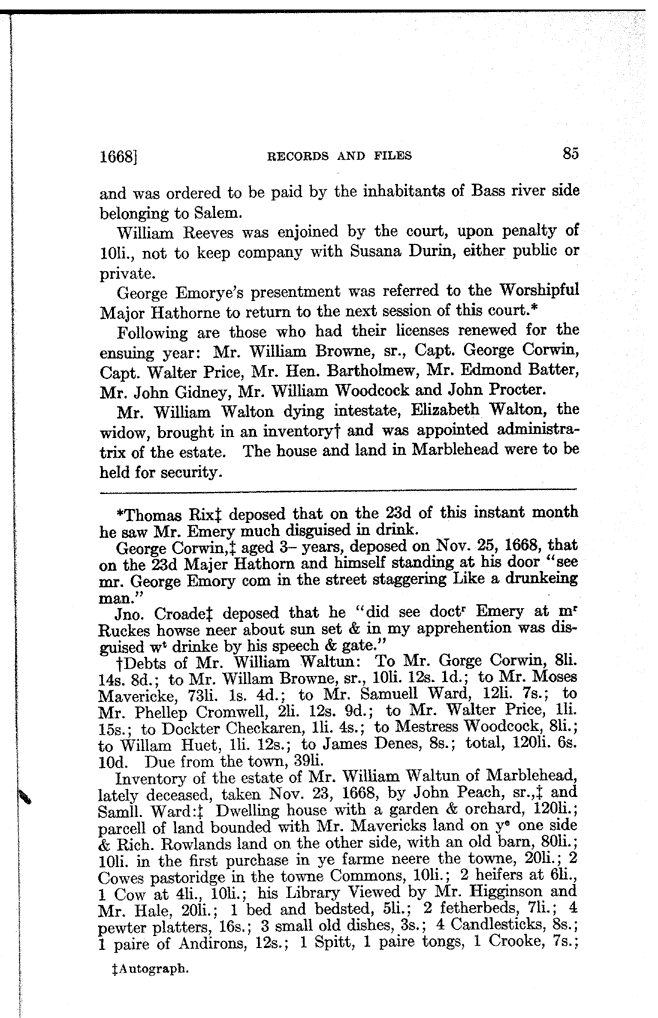 1668] RECORDS AND FILES 85
and was ordered to be paid by the inhabitants of Bass river side
belonging to Salem.
William Reeves was enjoined by the court, upon penalty of
10li., not to keep company with Susana Durin, either public or
private.
George Emorye's presentment was referred to the Worshipful
Major Hathorne to return to the next session of this court.*
Following are those who had their licenses renewed for the
ensuing year: Mr. William Browne, sr., Capt. George Corwin,
Capt. Walter Price, Mr. Hen. Bartholmew, Mr. Edmond Batter,
Mr. John Gidney, Mr. William Woodcock and John Procter.
Mr. William Walton dying intestate, Elizabeth Walton, the
widow, brought in an inventory† and was appointed administra-
trix of the estate. The house and land in Marblehead were to be
held for security.
*Thomas Rix‡ deposed that on the 23d of this instant month
he saw Mr. Emery much disguised in drink.
George Corwin,‡ aged 3– years, deposed on Nov. 25, 1668, that
on the 23d Majer Hathorn and himself standing at his door "see
mr. George Emory com in the street staggering Like a drunkeing
man."
Jno. Croade‡ deposed that he "did see doctʳ Emery at mʳ
Ruckes howse neer about sun set & in my apprehention was dis-
guised wᵗ drinke by his speech & gate."
†Debts of Mr. William Waltun: To Mr. Gorge Corwin, 8li.
14s. 8d.; to Mr. Willam Browne, sr., 10li. 12s. 1d.; to Mr. Moses
Mavericke, 73li. 1s. 4d.; to Mr. Samuell Ward, 12li. 7s.; to
Mr. Phellep Cromwell, 2li. 12s. 9d.; to Mr. Walter Price, 1li.
15s.; to Dockter Checkaren, 1li. 4s.; to Mestress Woodcock, 8li.;
to Willam Huet, 1li. 12s.; to James Denes, 8s.; total, 120li. 6s.
10d. Due from the town, 39li.
Inventory of the estate of Mr. William Waltun of Marblehead,
lately deceased, taken Nov. 23, 1668, by John Peach, sr.,‡ and
Samll. Ward:‡ Dwelling house with a garden & orchard, 120li.;
parcell of land bounded with Mr. Mavericks land on yᵉ one side
& Rich. Rowlands land on the other side, with an old barn, 80li.;
10li. in the first purchase in ye farme neere the towne, 20li.; 2
Cowes pastoridge in the towne Commons, 10li.; 2 heifers at 6li.,
1 Cow at 4li., 10li.; his Library Viewed by Mr. Higginson and
Mr. Hale, 20li.; 1 bed and bedsted, 5li.; 2 fetherbeds, 7li.; 4
pewter platters, 16s.; 3 small old dishes, 3s.; 4 Candlesticks, 8s.;
1 paire of Andirons, 12s.; 1 Spitt, 1 paire tongs, 1 Crooke, 7s.;
‡Autograph.